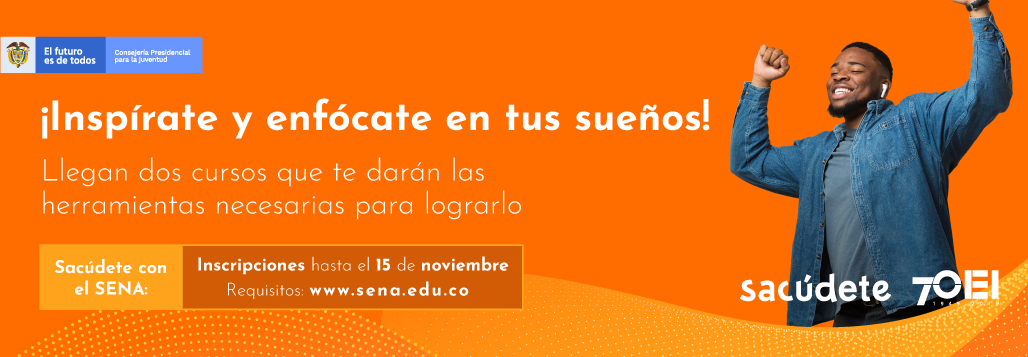 El futuro
es de todos
Consejería Presidencial
para la Juventud
¡Inspírate y enfócate en tus sueños!
Llegan dos cursos que te darán las
herramientas necesarias para lograrlo
Sacúdete con
el SENA:
Inscripciones hasta el 15 de noviembre
Requisitos: www.sena.edu.co
sacúdete
70EI